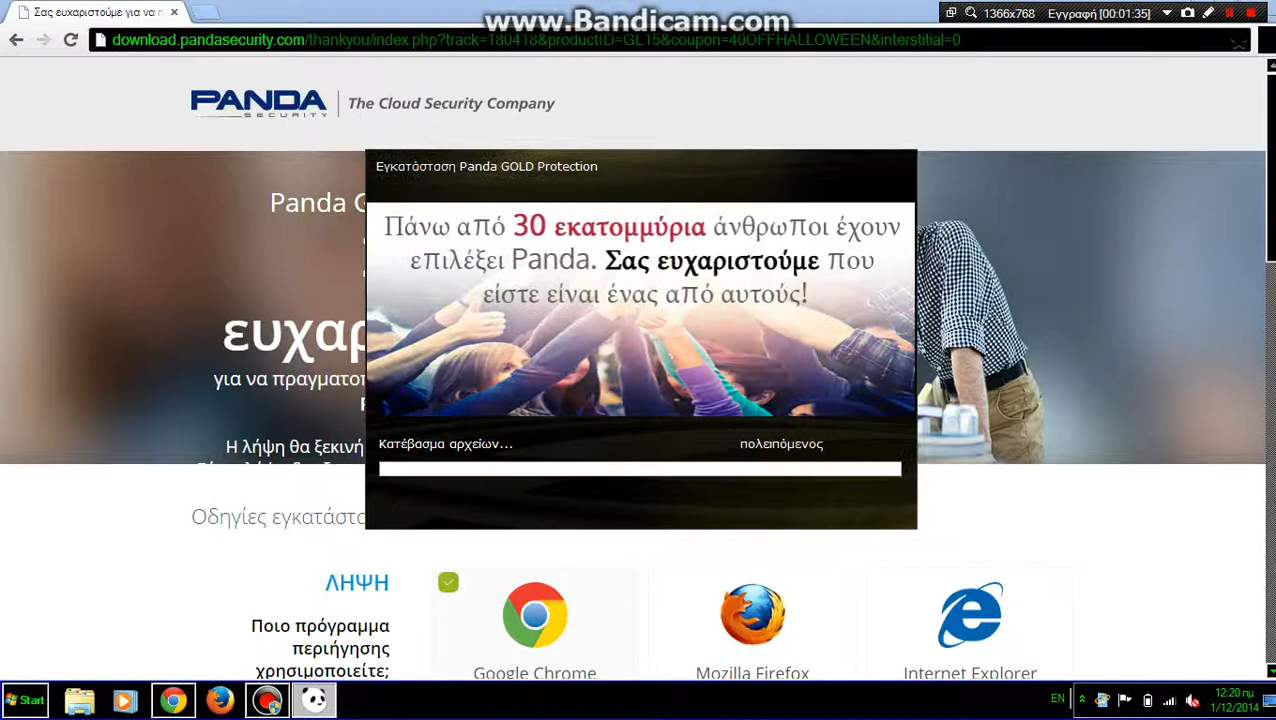 www.Bandicam.com
Σας ευχαριστούμε για να π
1366x768 Εγγραφή [00:01:35]
download.pandasecurity.com/thankyou/index.php?track=180418&productID=GL15&coupon=40OFFHALLOWEEN&interstitial=0
PANDA SECURITY The Cloud Security Company
Εγκατάσταση Panda GOLD Protection
Panda G
Πάνω από 30 εκατομμύρια άνθρωποι έχουν
επιλέξει Panda. Σας ευχαριστούμε που
είστε είναι ένας από αυτούς!
ευχαρ
για να πραγματοπ
Κατέβασμα αρχείων... πολειπόμενος
Η λήψη θα ξεκινή
Οδηγίες εγκατάστα
ΛΗΨΗ
Ποιο πρόγραμμα
περιήγησης
χρησιμοποιείτε;
Google Chrome Mozilla Firefox Internet Explorer
Start EN 12:20 πμ
1/12/2014